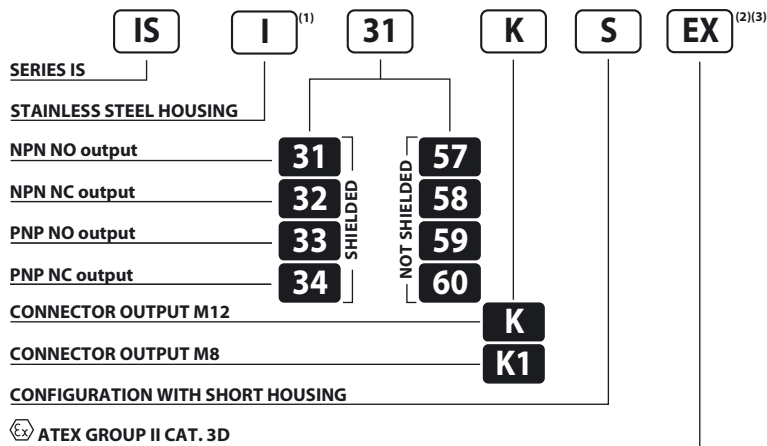 IS I (1) 31 K S EX (2)(3)
SERIES IS
STAINLESS STEEL HOUSING
NPN NO output 31 57
NPN NC output 32 58
PNP NO output 33 59
PNP NC output 34 60
SHIELDED
NOT SHIELDED
CONNECTOR OUTPUT M12 K
CONNECTOR OUTPUT M8 K1
CONFIGURATION WITH SHORT HOUSING
Ex ATEX GROUP II CAT. 3D